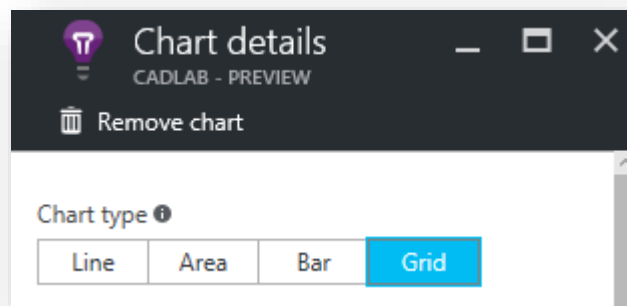 Chart details
CADLAB - PREVIEW
Remove chart
Chart type
Line Area Bar Grid